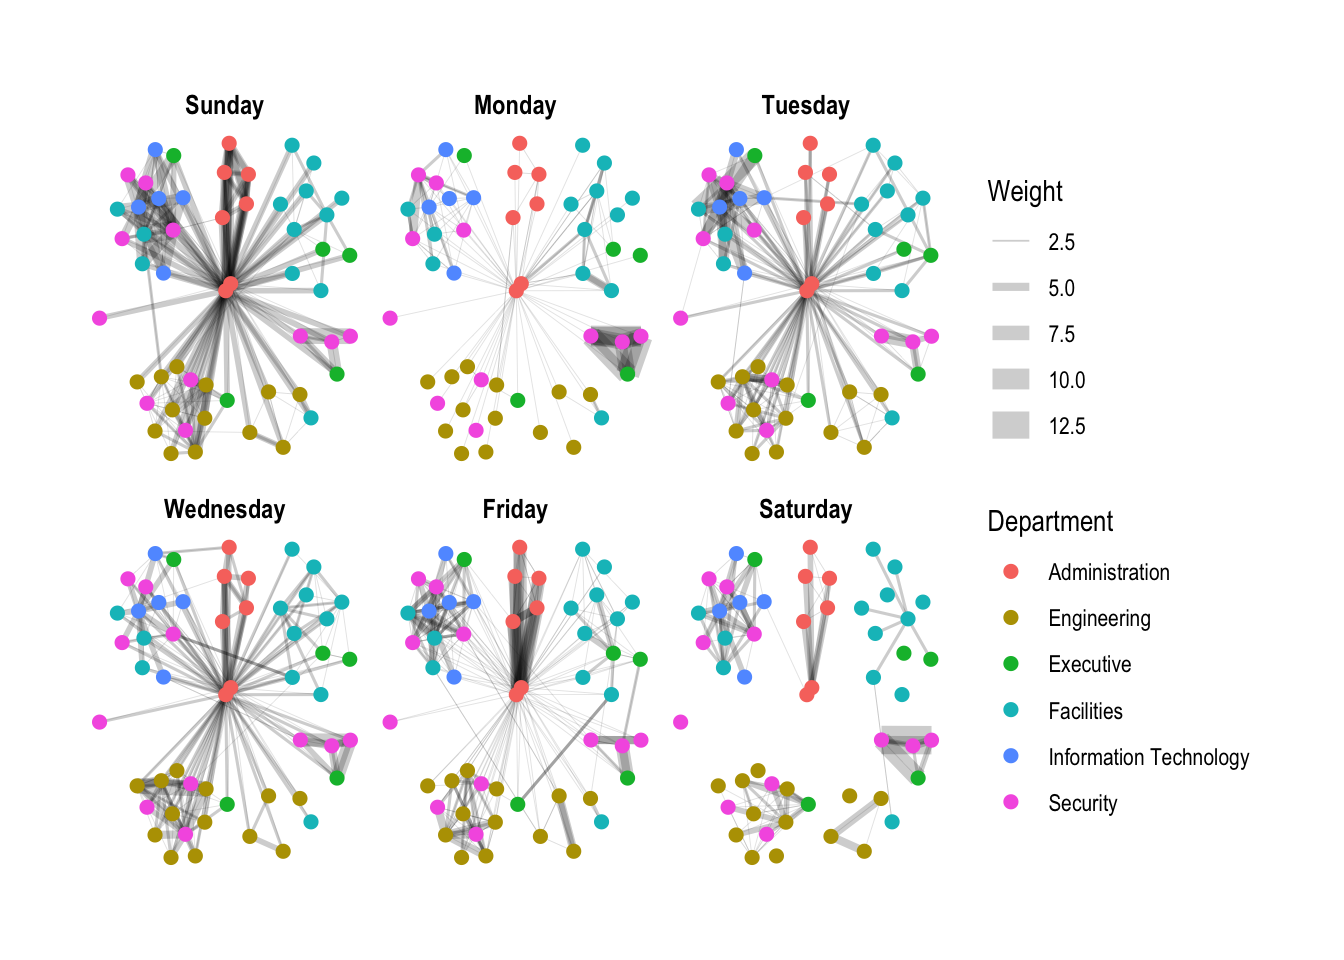 Sunday
Monday
Tuesday
Wednesday
Friday
Saturday
Weight
2.5
5.0
7.5
10.0
12.5
Department
Administration
Engineering
Executive
Facilities
Information Technology
Security